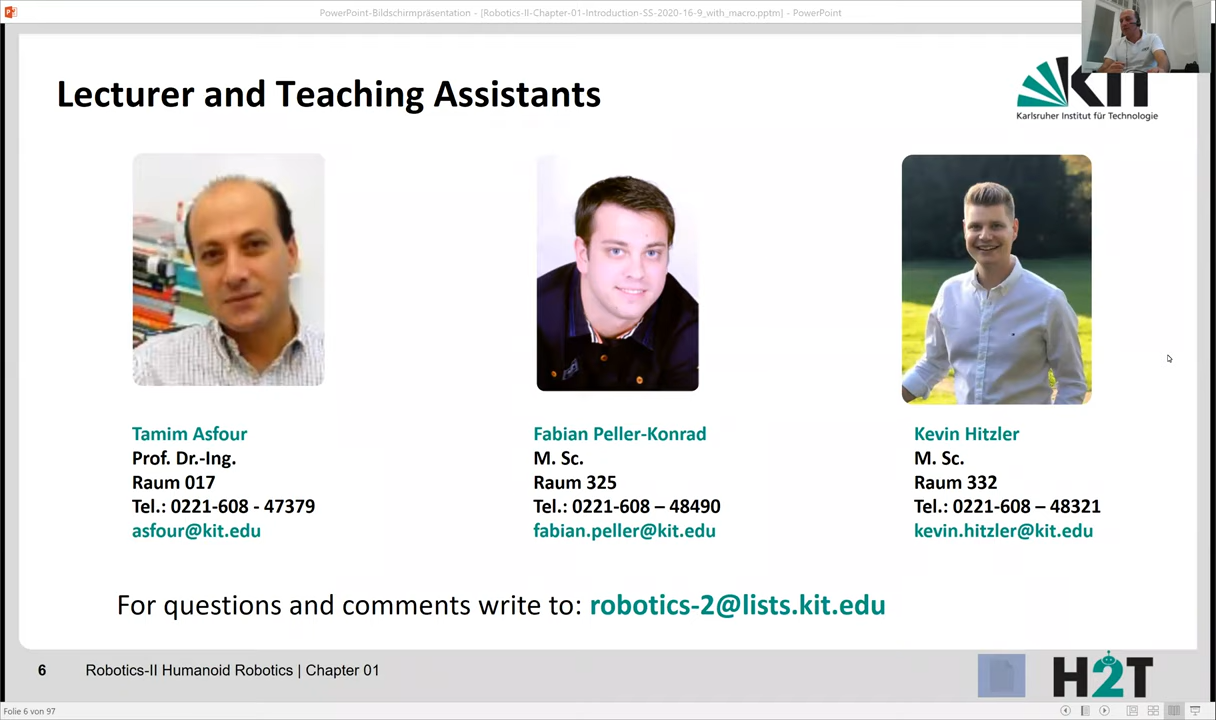 PowerPoint-Bildschirmpräsentation - [Robotics-II-Chapter-01-Introduction-SS-2020-16-9_with_macro.pptm] - PowerPoint
Lecturer and Teaching Assistants
KIT
Karlsruher Institut für Technologie
Tamim Asfour
Prof. Dr.-Ing.
Raum 017
Tel.: 0221-608 - 47379
asfour@kit.edu
Fabian Peller-Konrad
M. Sc.
Raum 325
Tel.: 0221-608 – 48490
fabian.peller@kit.edu
Kevin Hitzler
M. Sc.
Raum 332
Tel.: 0221-608 – 48321
kevin.hitzler@kit.edu
For questions and comments write to: robotics-2@lists.kit.edu
6 Robotics-II Humanoid Robotics | Chapter 01
H2T
Folie 6 von 97